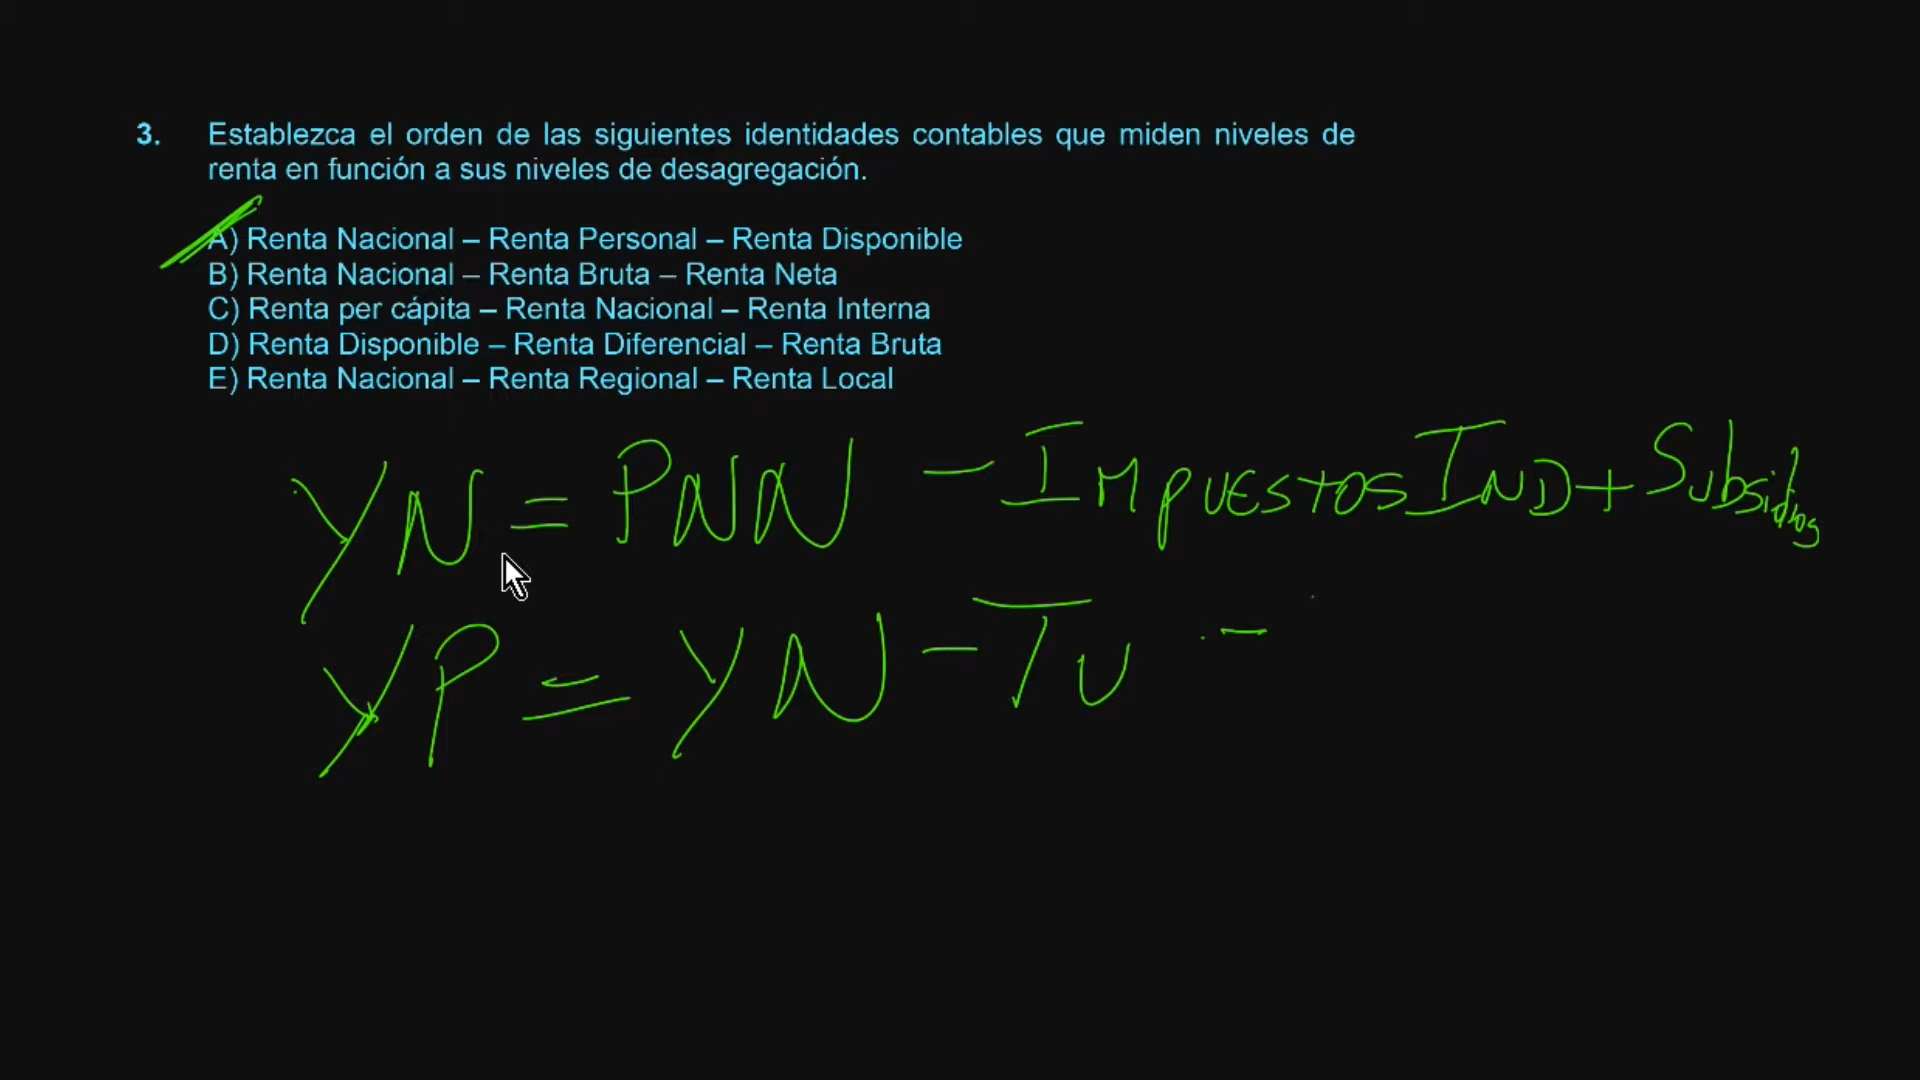 3. Establezca el orden de las siguientes identidades contables que miden niveles de
renta en función a sus niveles de desagregación.
A) Renta Nacional – Renta Personal – Renta Disponible
B) Renta Nacional – Renta Bruta – Renta Neta
C) Renta per cápita – Renta Nacional – Renta Interna
D) Renta Disponible – Renta Diferencial – Renta Bruta
E) Renta Nacional – Renta Regional – Renta Local
YN = PNN - IMPUESTOS IND + Subsidios
YP = YN - TU -